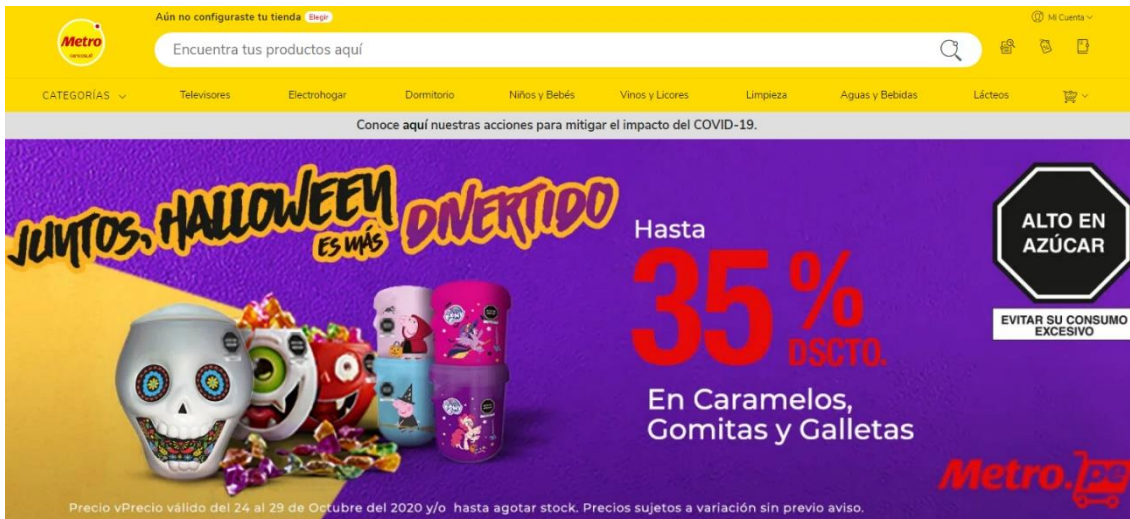 Aún no configuraste tu tienda Elegir
Mi Cuenta
Metro
cencosud
Encuentra tus productos aquí
CATEGORÍAS Televisores Electrohogar Dormitorio Niños y Bebés Vinos y Licores Limpieza Aguas y Bebidas Lácteos
Conoce aquí nuestras acciones para mitigar el impacto del COVID-19.
JUNTOS, HALLOWEEN
ES MÁS
DIVERTIDO
Hasta
35%
DSCTO.
En Caramelos,
Gomitas y Galletas
ALTO EN
AZÚCAR
EVITAR SU CONSUMO
EXCESIVO
Metro.pe
Precio vPrecio válido del 24 al 29 de Octubre del 2020 y/o hasta agotar stock. Precios sujetos a variación sin previo aviso.